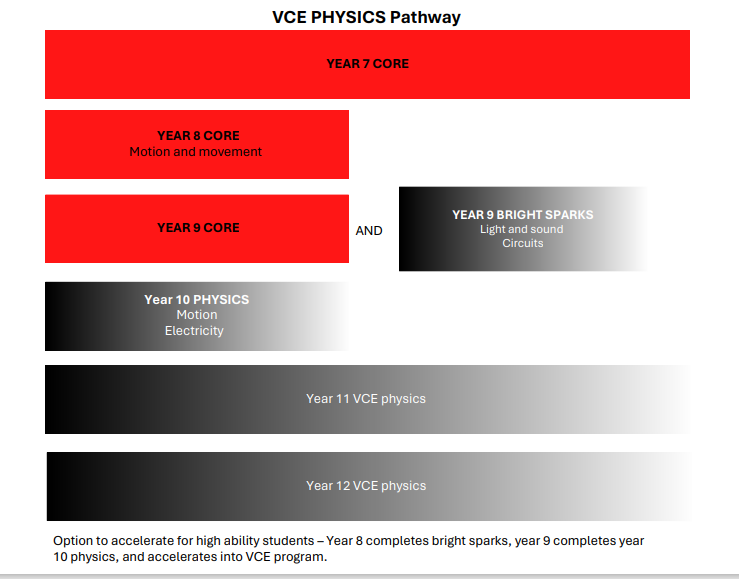 VCE PHYSICS Pathway
YEAR 7 CORE
YEAR 8 CORE
Motion and movement
YEAR 9 CORE
AND
YEAR 9 BRIGHT SPARKS
Light and sound
Circuits
Year 10 PHYSICS
Motion
Electricity
Year 11 VCE physics
Year 12 VCE physics
Option to accelerate for high ability students – Year 8 completes bright sparks, year 9 completes year
10 physics, and accelerates into VCE program.